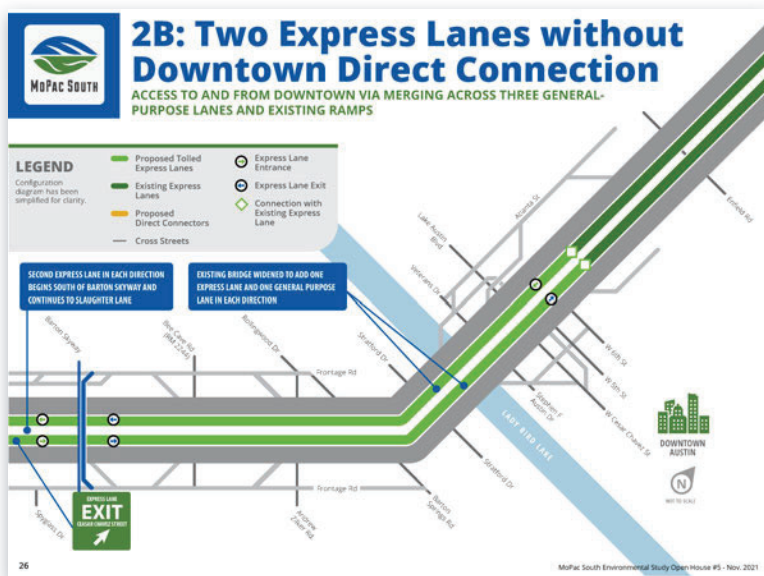 MoPac South
2B: Two Express Lanes without
Downtown Direct Connection
ACCESS TO AND FROM DOWNTOWN VIA MERGING ACROSS THREE GENERAL-
PURPOSE LANES AND EXISTING RAMPS
LEGEND
Configuration
diagram has been
simplified for clarity.
Proposed Tolled
Express Lanes
Existing Express
Lanes
Proposed
Direct Connectors
Cross Streets
Express Lane
Entrance
Express Lane Exit
Connection with
Existing Express
Lane
SECOND EXPRESS LANE IN EACH DIRECTION
BEGINS SOUTH OF BARTON SKYWAY AND
CONTINUES TO SLAUGHTER LANE
EXISTING BRIDGE WIDENED TO ADD ONE
EXPRESS LANE AND ONE GENERAL PURPOSE
LANE IN EACH DIRECTION
Enfield Rd
Atlanta St
Lake Austin
Blvd
Veterans Dr
Barton Skyway
Bee Cave Rd
(RM 2244)
Rollingwood Dr
Stratford Dr
Frontage Rd
W 6th St
W 5th St
W Cesar Chavez St
Stephen F
Austin Dr
LADY BIRD LAKE
Stratford Dr
Barton
Springs Rd
Frontage Rd
Andrew
Zilker Rd.
Spyglass Dr
EXPRESS LANE
EXIT
CEASAR CHAVEZ STREET
DOWNTOWN
AUSTIN
N
NOT TO SCALE
26
MoPac South Environmental Study Open House #5 - Nov. 2021